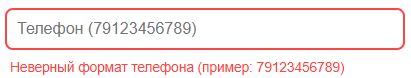 Телефон (79123456789)
Неверный формат телефона (пример: 79123456789)